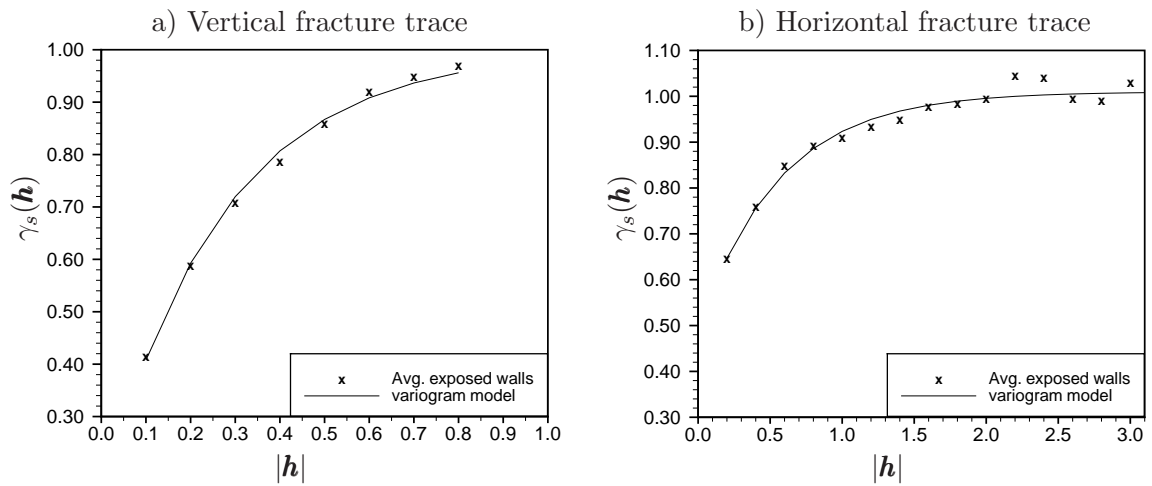 a) Vertical fracture trace
1.00
0.90
0.80
0.70
0.60
0.50
0.40
0.30
γs(h)
0.0 0.1 0.2 0.3 0.4 0.5 0.6 0.7 0.8 0.9 1.0
|h|
x Avg. exposed walls
variogram model
b) Horizontal fracture trace
1.10
1.00
0.90
0.80
0.70
0.60
0.50
0.40
0.30
γs(h)
0.0 0.5 1.0 1.5 2.0 2.5 3.0
|h|
x Avg. exposed walls
variogram model